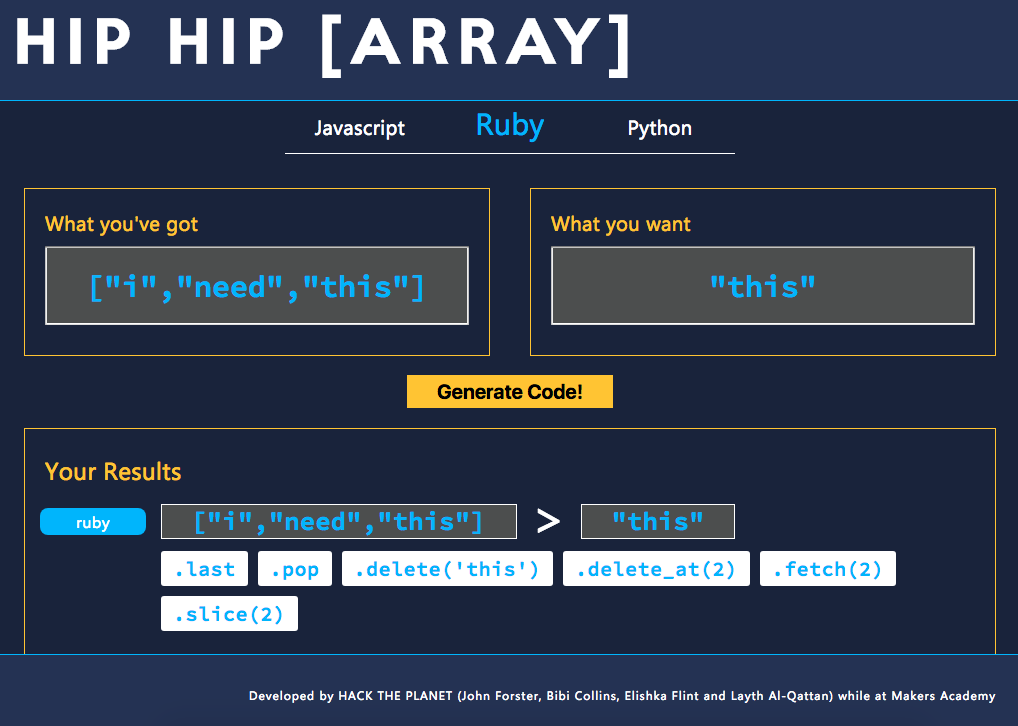 HIP HIP [ARRAY]
Javascript Ruby Python
What you've got
["i","need","this"]
What you want
"this"
Generate Code!
Your Results
ruby ["i","need","this"] > "this"
.last .pop .delete('this') .delete_at(2) .fetch(2)
.slice(2)
Developed by HACK THE PLANET (John Forster, Bibi Collins, Elishka Flint and Layth Al-Qattan) while at Makers Academy